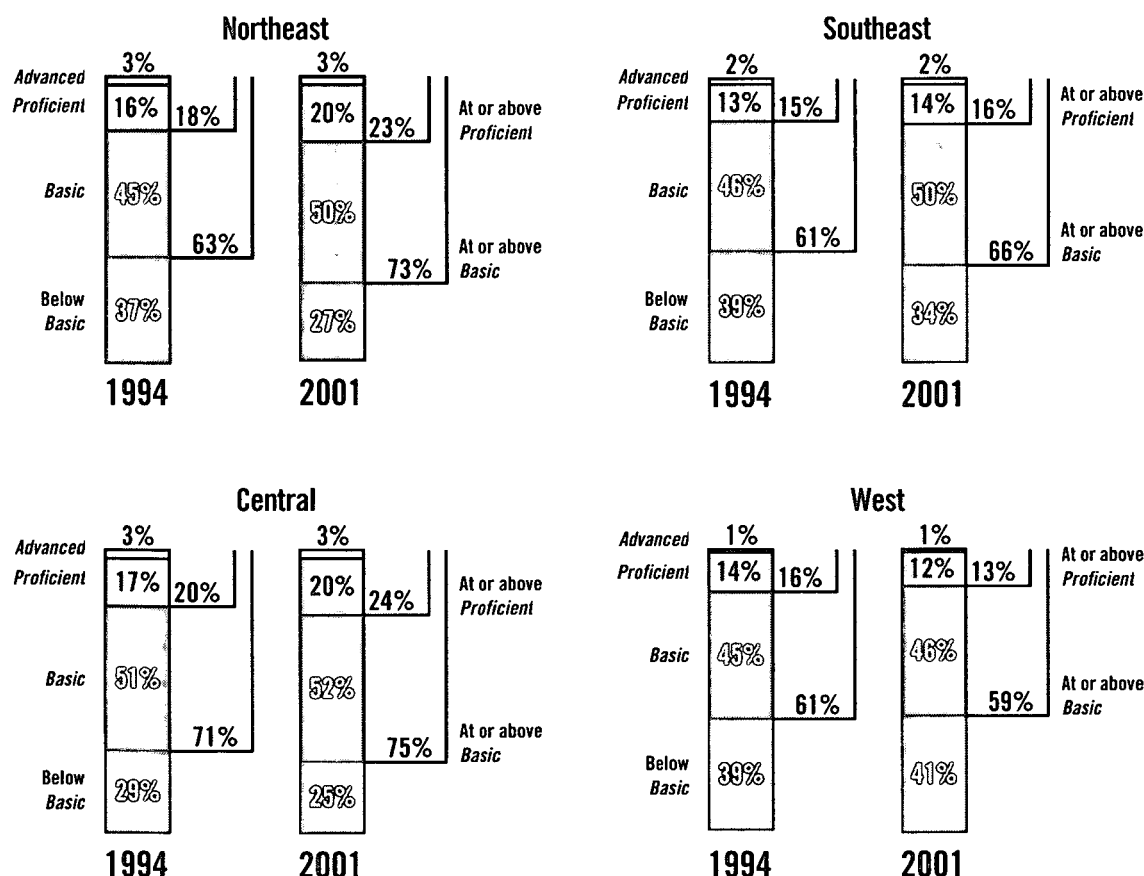 Northeast
3% 3%
Advanced
Proficient 16% 18% 20% 23% At or above
Proficient
Basic 45% 50%
63% At or above
73% Basic
Below
Basic 37% 27%
1994 2001
Southeast
2% 2%
Advanced
Proficient 13% 15% 14% 16% At or above
Proficient
Basic 46% 50%
61% At or above
66% Basic
Below
Basic 39% 34%
1994 2001
Central
3% 3%
Advanced
Proficient 17% 20% 20% 24% At or above
Proficient
Basic 51% 52%
71% 75% At or above
Basic
Below
Basic 29% 25%
1994 2001
West
1% 1%
Advanced
Proficient 14% 16% 12% 13% At or above
Proficient
Basic 45% 46%
61% 59% At or above
Basic
Below
Basic 39% 41%
1994 2001